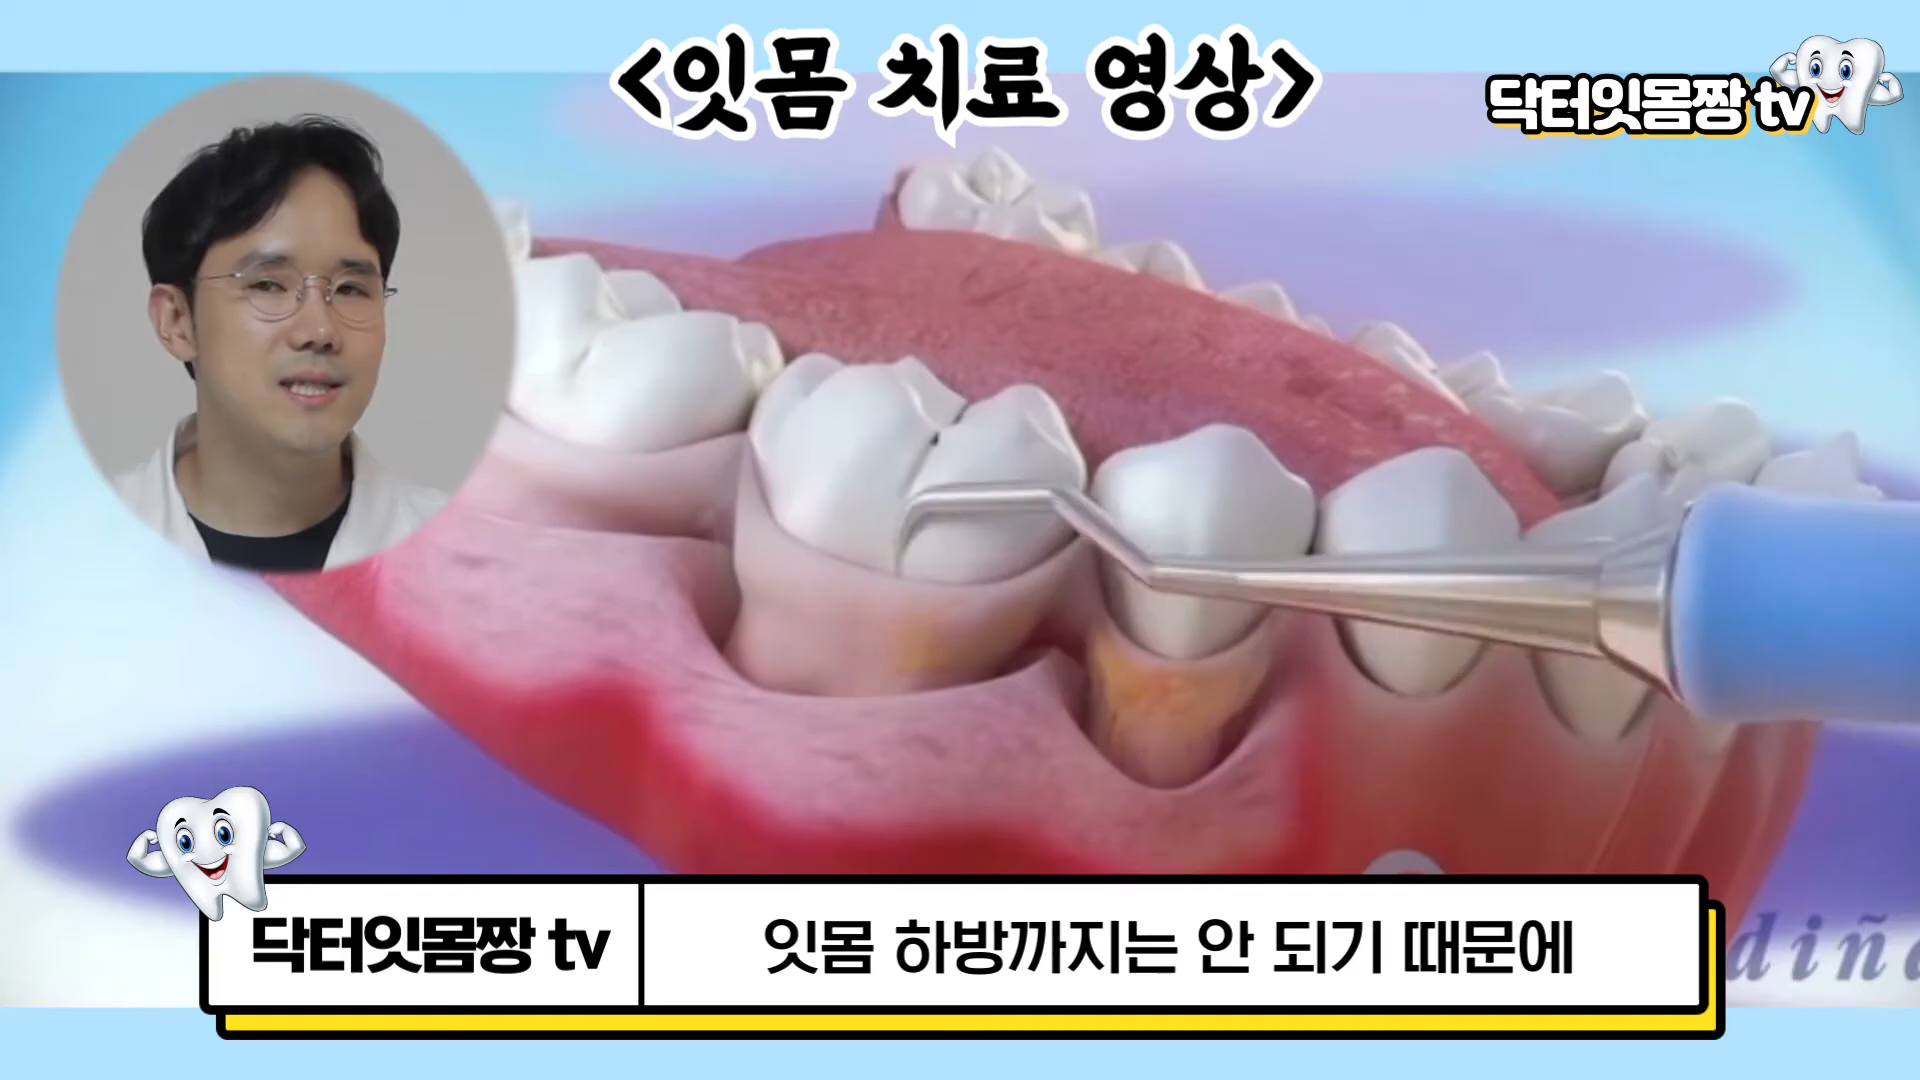 <잇몸 치료 영상>
닥터잇몸짱 tv
닥터잇몸짱 tv
잇몸 하방까지는 안 되기 때문에